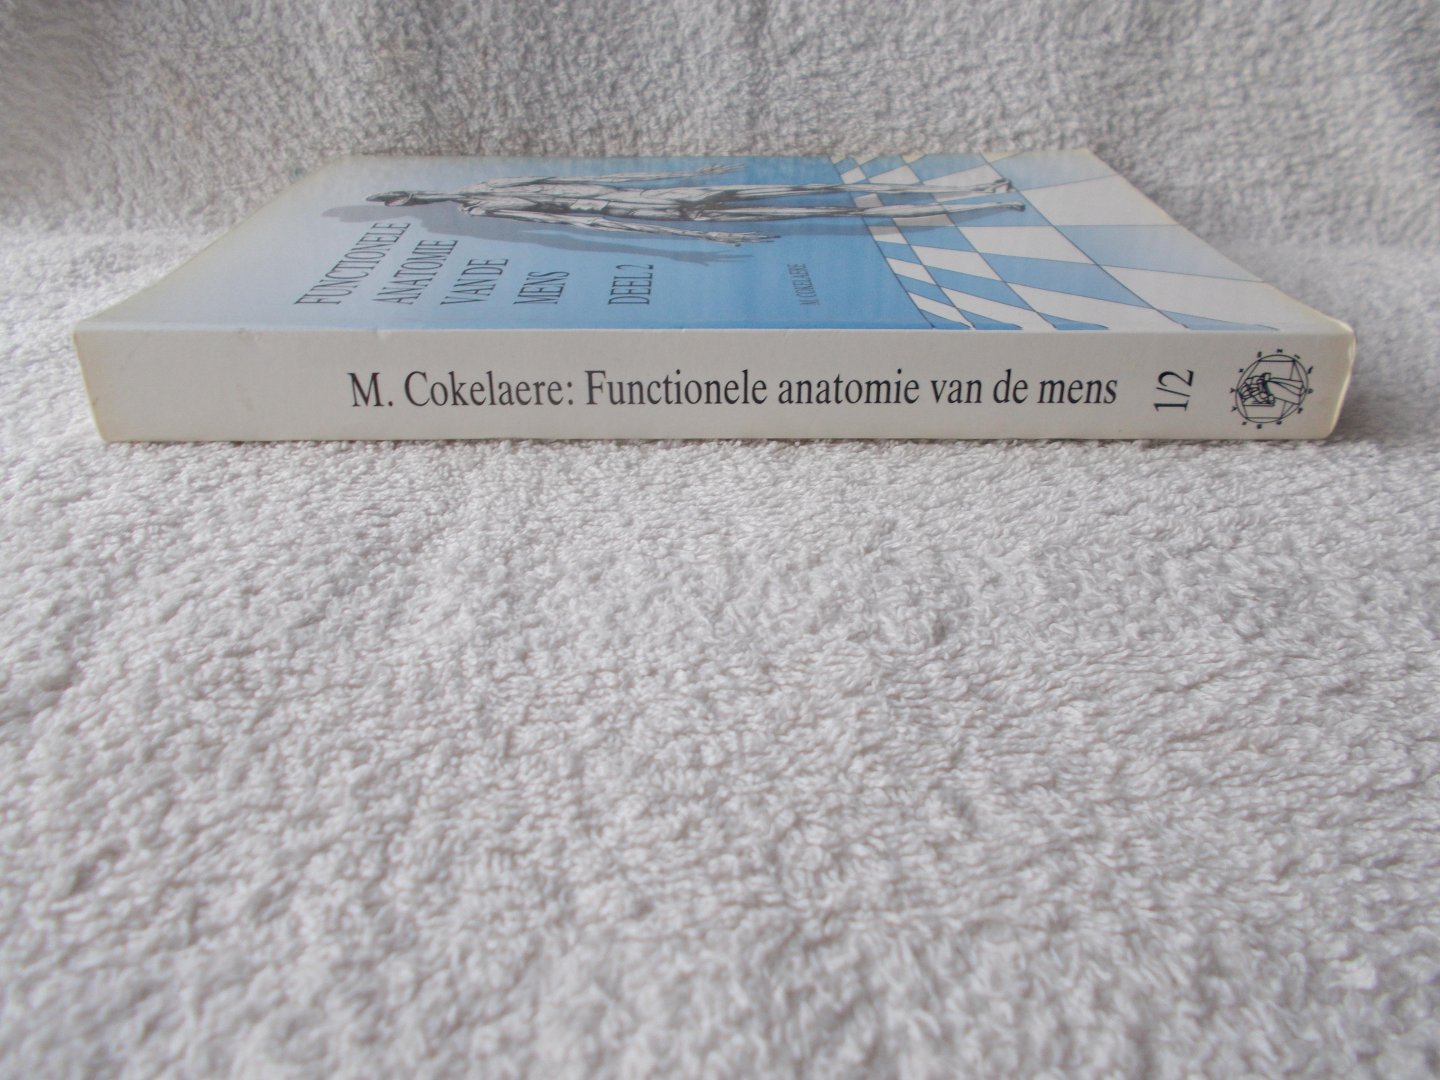 FUNCTIONELE
ANATOMIE
VAN DE
MENS
DEEL 2
M. COKELAERE
M. Cokelaere: Functionele anatomie van de mens 1/2